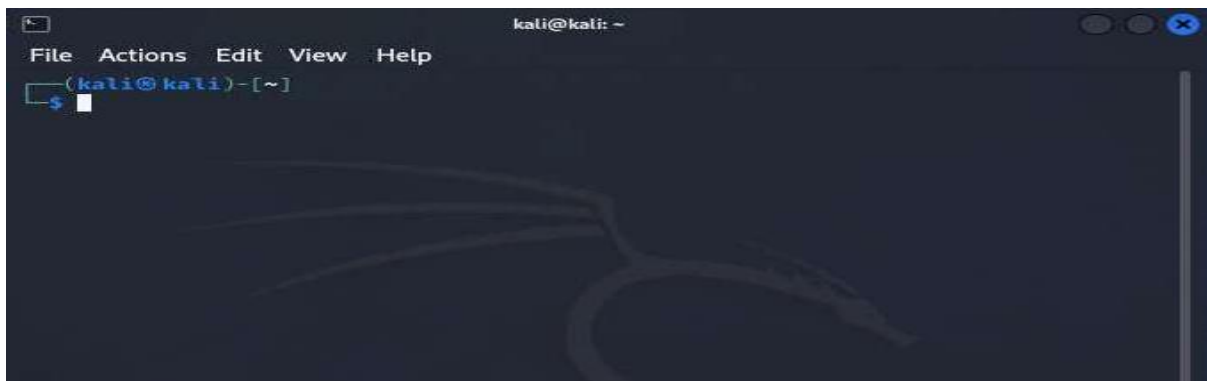 kali@kali: ~
File Actions Edit View Help
┌──(kali㉿kali)-[~]
└─$